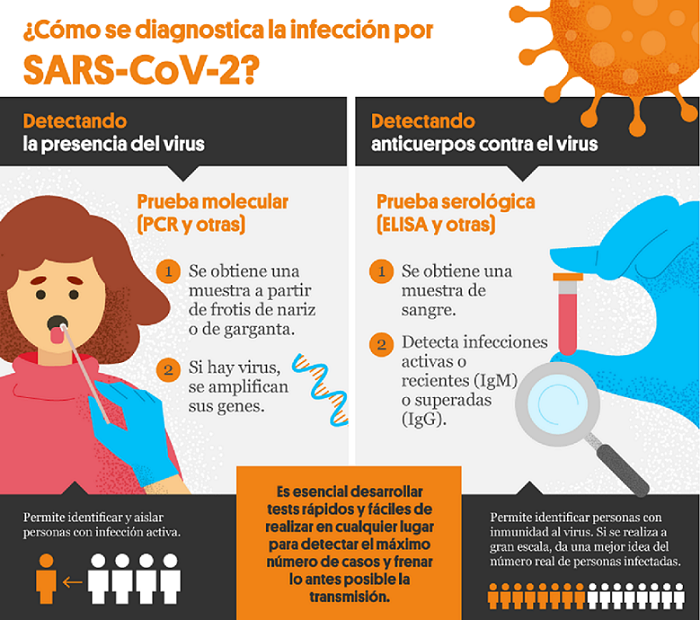 ¿Cómo se diagnostica la infección por
SARS-CoV-2?
Detectando
la presencia del virus
Prueba molecular
(PCR y otras)
1 Se obtiene una
muestra a partir
de frotis de nariz
o de garganta.
2 Si hay virus,
se amplifican
sus genes.
Permite identificar y aislar
personas con infección activa.
Detectando
anticuerpos contra el virus
Prueba serológica
(ELISA y otras)
1 Se obtiene una
muestra de
sangre.
2 Detecta infecciones
activas o
recientes (IgM)
o superadas
(IgG).
Permite identificar personas con
inmunidad al virus. Si se realiza a
gran escala, da una mejor idea del
número real de personas infectadas.
Es esencial desarrollar
tests rápidos y fáciles de
realizar en cualquier lugar
para detectar el máximo
número de casos y frenar
lo antes posible la
transmisión.